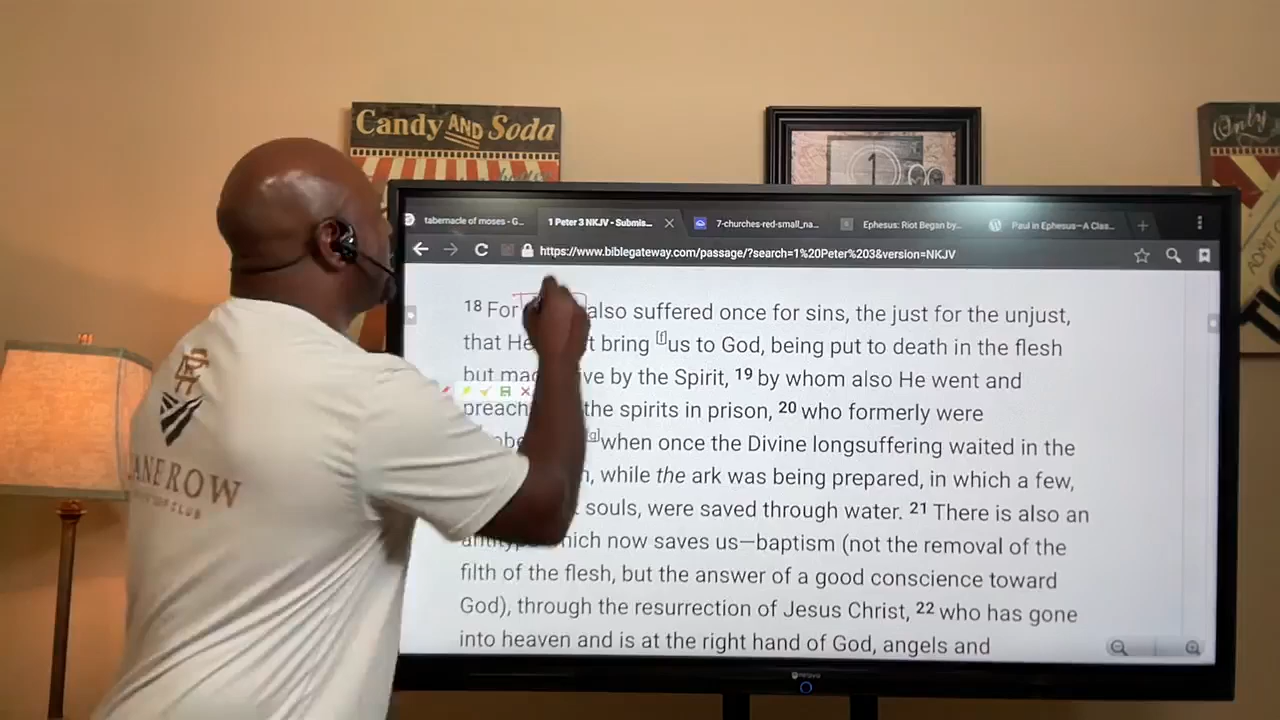 Candy AND Soda
1
Only
ADMIT
tabernacle of moses - G...
1 Peter 3 NKJV - Submis...
7-churches-red-small_na...
Ephesus: Riot Began by...
Paul in Ephesus—A Clas...
https://www.biblegateway.com/passage/?search=1%20Peter%203&version=NKJV
18 For also suffered once for sins, the just for the unjust,
that He bring [f]us to God, being put to death in the flesh
but by the Spirit, 19 by whom also He went and
preach the spirits in prison, 20 who formerly were
when once the Divine longsuffering waited in the
while the ark was being prepared, in which a few,
souls, were saved through water. 21 There is also an
which now saves us—baptism (not the removal of the
filth of the flesh, but the answer of a good conscience toward
God), through the resurrection of Jesus Christ, 22 who has gone
into heaven and is at the right hand of God, angels and
ANE ROW
CLUB